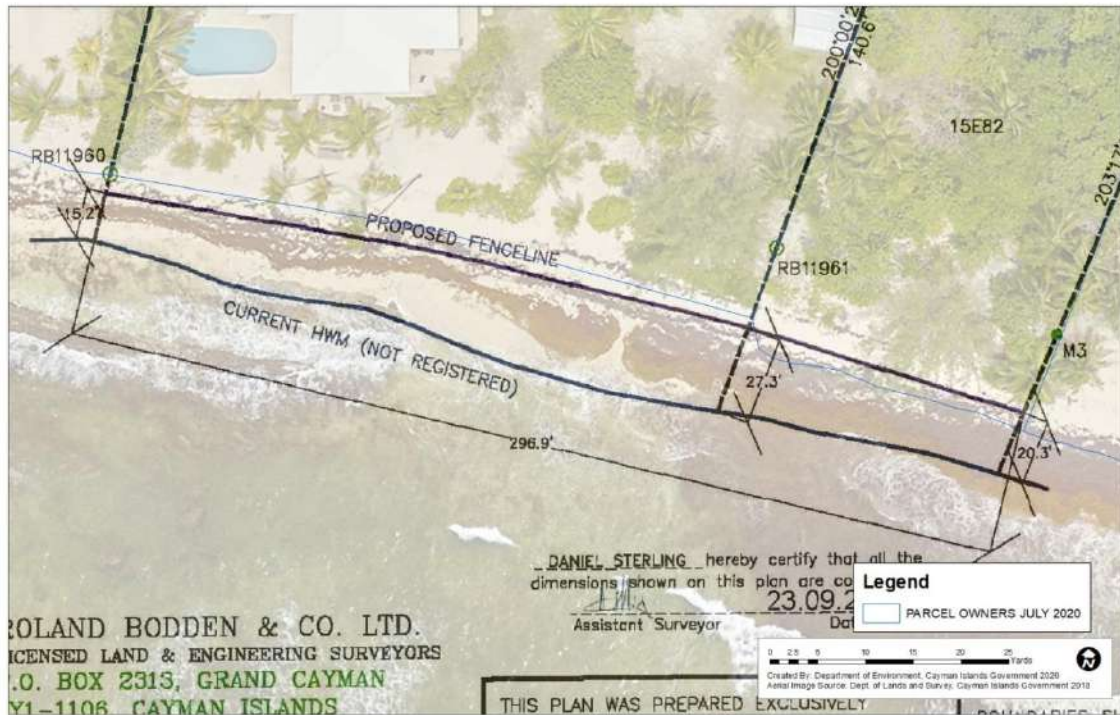 200°00'2
140.6
15E82
203°17'
RB11960
15.2'
PROPOSED FENCELINE
RB11961
M3
CURRENT HWM (NOT REGISTERED)
27.3'
20.3'
296.9'
DANIEL STERLING hereby certify that all the
dimensions shown on this plan are co
23.09.2
Assistant Surveyor Dat
Legend
PARCEL OWNERS JULY 2020
ROLAND BODDEN & CO. LTD.
ICENSED LAND & ENGINEERING SURVEYORS
.O. BOX 2313, GRAND CAYMAN
Y1-1106, CAYMAN ISLANDS
0 2.5 5 10 15 20 25
Yards
N
Created By: Department of Environment, Cayman Islands Government 2020
Aerial Image Source: Dept. of Lands and Survey, Cayman Islands Government 2018
THIS PLAN WAS PREPARED EXCLUSIVELY